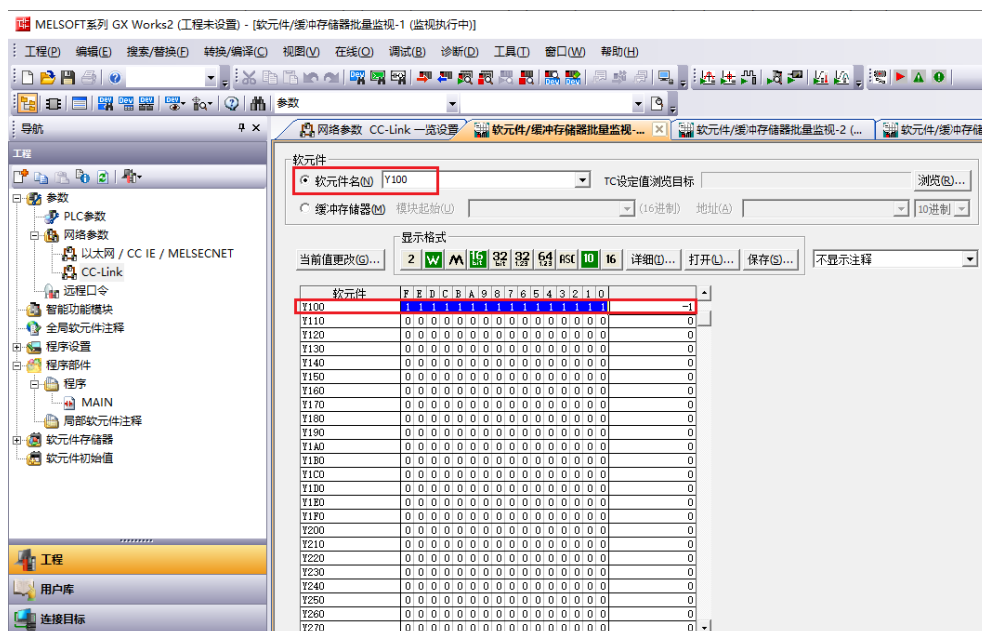 MELSOFT系列 GX Works2 (工程未设置) - [软元件/缓冲存储器批量监视-1 (监视执行中)]
工程(P) 编辑(E) 搜索/替换(F) 转换/编译(C) 视图(V) 在线(O) 调试(B) 诊断(D) 工具(T) 窗口(W) 帮助(H)
参数
导航
网络参数 CC-Link 一览设置
软元件/缓冲存储器批量监视-...
软元件/缓冲存储器批量监视-2 (...
软元件/缓冲存储
工程
参数
PLC参数
网络参数
以太网 / CC IE / MELSECNET
CC-Link
远程口令
智能功能模块
全局软元件注释
程序设置
程序部件
程序
MAIN
局部软元件注释
软元件存储器
软元件初始值
工程
用户库
连接目标
软元件
软元件名(N) Y100 TC设定值浏览目标 浏览(R)...
缓冲存储器(M) 模块起始(U) (16进制) 地址(A) 10进制
显示格式
当前值更改(G)... 2 W M 16 bit 32 bit 32 1.23 64 1.23 ASC 10 16 详细(I)... 打开(L)... 保存(S)... 不显示注释
软元件 F E D C B A 9 8 7 6 5 4 3 2 1 0
Y100 1 1 1 1 1 1 1 1 1 1 1 1 1 1 1 1 -1
Y110 0 0 0 0 0 0 0 0 0 0 0 0 0 0 0 0 0
Y120 0 0 0 0 0 0 0 0 0 0 0 0 0 0 0 0 0
Y130 0 0 0 0 0 0 0 0 0 0 0 0 0 0 0 0 0
Y140 0 0 0 0 0 0 0 0 0 0 0 0 0 0 0 0 0
Y150 0 0 0 0 0 0 0 0 0 0 0 0 0 0 0 0 0
Y160 0 0 0 0 0 0 0 0 0 0 0 0 0 0 0 0 0
Y170 0 0 0 0 0 0 0 0 0 0 0 0 0 0 0 0 0
Y180 0 0 0 0 0 0 0 0 0 0 0 0 0 0 0 0 0
Y190 0 0 0 0 0 0 0 0 0 0 0 0 0 0 0 0 0
Y1A0 0 0 0 0 0 0 0 0 0 0 0 0 0 0 0 0 0
Y1B0 0 0 0 0 0 0 0 0 0 0 0 0 0 0 0 0 0
Y1C0 0 0 0 0 0 0 0 0 0 0 0 0 0 0 0 0 0
Y1D0 0 0 0 0 0 0 0 0 0 0 0 0 0 0 0 0 0
Y1E0 0 0 0 0 0 0 0 0 0 0 0 0 0 0 0 0 0
Y1F0 0 0 0 0 0 0 0 0 0 0 0 0 0 0 0 0 0
Y200 0 0 0 0 0 0 0 0 0 0 0 0 0 0 0 0 0
Y210 0 0 0 0 0 0 0 0 0 0 0 0 0 0 0 0 0
Y220 0 0 0 0 0 0 0 0 0 0 0 0 0 0 0 0 0
Y230 0 0 0 0 0 0 0 0 0 0 0 0 0 0 0 0 0
Y240 0 0 0 0 0 0 0 0 0 0 0 0 0 0 0 0 0
Y250 0 0 0 0 0 0 0 0 0 0 0 0 0 0 0 0 0
Y260 0 0 0 0 0 0 0 0 0 0 0 0 0 0 0 0 0
Y270 0 0 0 0 0 0 0 0 0 0 0 0 0 0 0 0 0